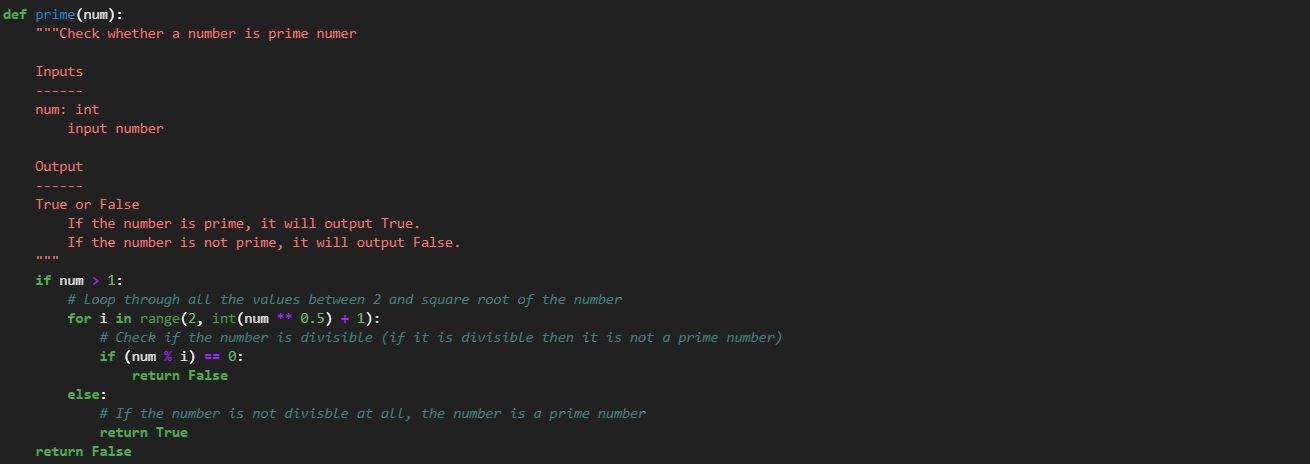 def prime(num):
    """Check whether a number is prime numer

    Inputs
    ------
    num: int
        input number

    Output
    ------
    True or False
        If the number is prime, it will output True.
        If the number is not prime, it will output False.
    """
    if num > 1:
        # Loop through all the values between 2 and square root of the number
        for i in range(2, int(num ** 0.5) + 1):
            # Check if the number is divisible (if it is divisible then it is not a prime number)
            if (num % i) == 0:
                return False
        else:
            # If the number is not divisble at all, the number is a prime number
            return True
    return False